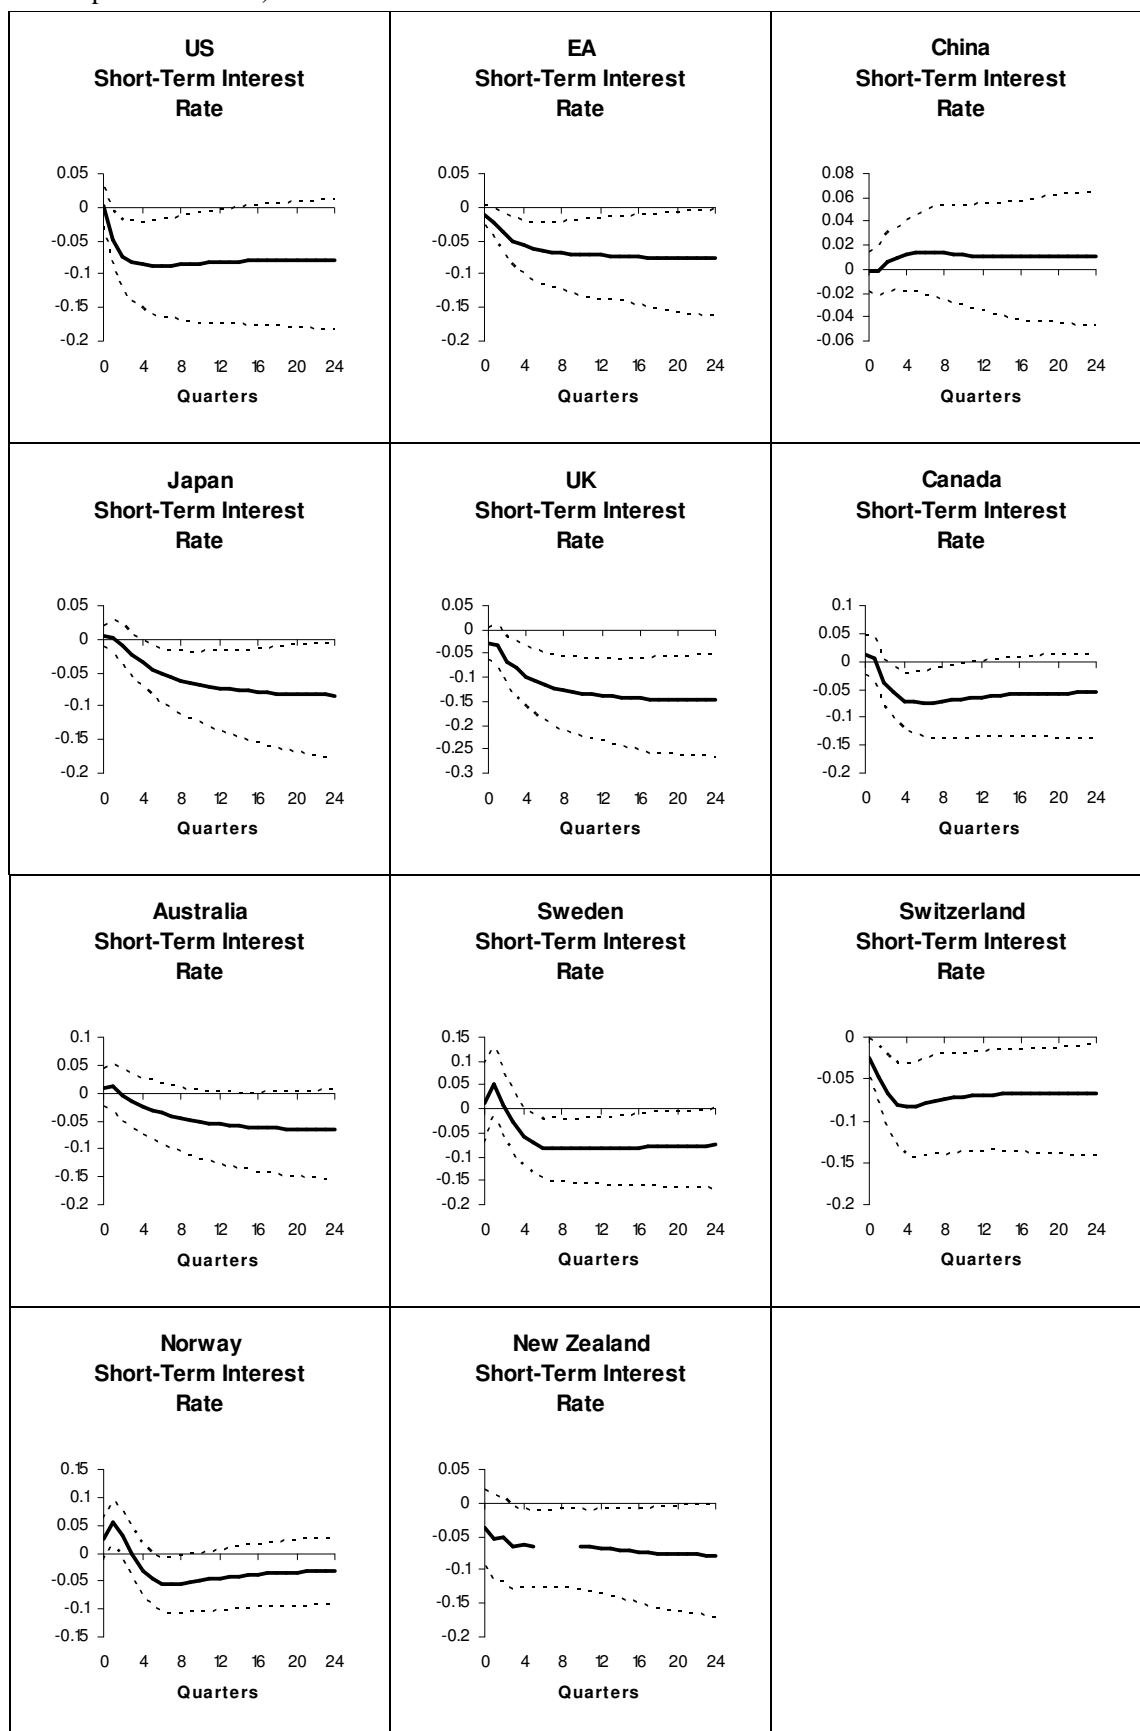 US
Short-Term Interest
Rate
0.05
0
-0.05
-0.1
-0.15
-0.2
0 4 8 12 16 20 24
Quarters
EA
Short-Term Interest
Rate
0.05
0
-0.05
-0.1
-0.15
-0.2
0 4 8 12 16 20 24
Quarters
China
Short-Term Interest
Rate
0.08
0.06
0.04
0.02
0
-0.02
-0.04
-0.06
0 4 8 12 16 20 24
Quarters
Japan
Short-Term Interest
Rate
0.05
0
-0.05
-0.1
-0.15
-0.2
0 4 8 12 16 20 24
Quarters
UK
Short-Term Interest
Rate
0.05
0
-0.05
-0.1
-0.15
-0.2
-0.25
-0.3
0 4 8 12 16 20 24
Quarters
Canada
Short-Term Interest
Rate
0.1
0.05
0
-0.05
-0.1
-0.15
-0.2
0 4 8 12 16 20 24
Quarters
Australia
Short-Term Interest
Rate
0.1
0.05
0
-0.05
-0.1
-0.15
-0.2
0 4 8 12 16 20 24
Quarters
Sweden
Short-Term Interest
Rate
0.15
0.1
0.05
0
-0.05
-0.1
-0.15
-0.2
0 4 8 12 16 20 24
Quarters
Switzerland
Short-Term Interest
Rate
0
-0.05
-0.1
-0.15
-0.2
0 4 8 12 16 20 24
Quarters
Norway
Short-Term Interest
Rate
0.15
0.1
0.05
0
-0.05
-0.1
-0.15
0 4 8 12 16 20 24
Quarters
New Zealand
Short-Term Interest
Rate
0.05
0
-0.05
-0.1
-0.15
-0.2
0 4 8 12 16 20 24
Quarters